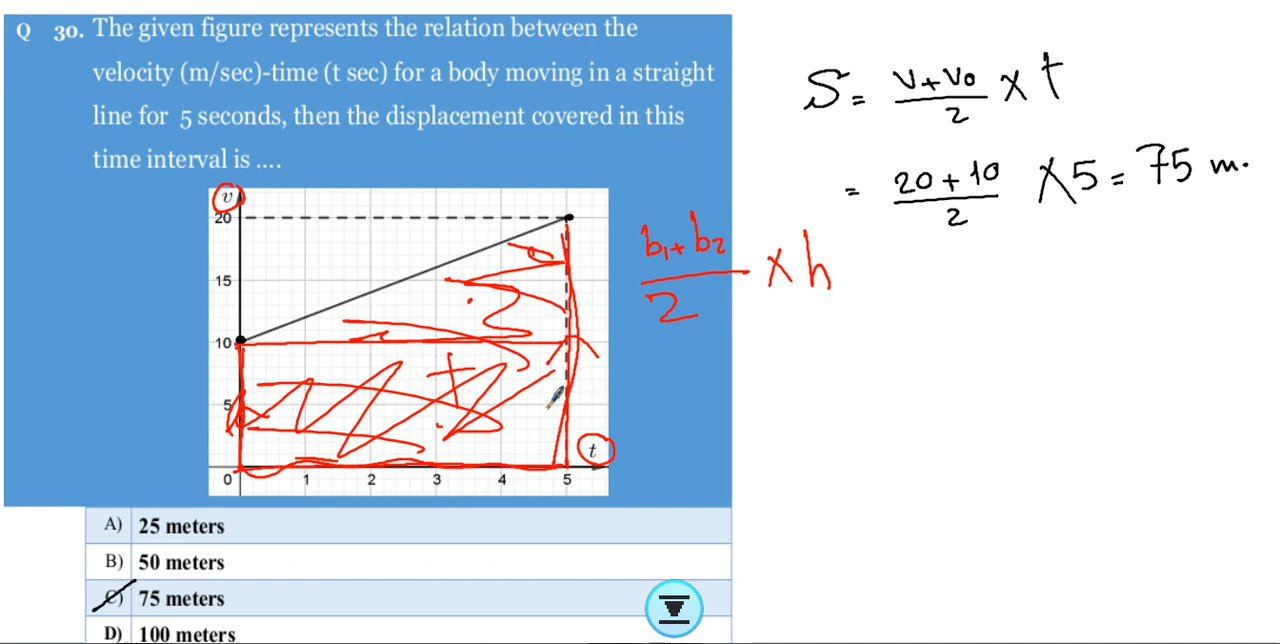 Q 30. The given figure represents the relation between the
velocity (m/sec)-time (t sec) for a body moving in a straight
line for 5 seconds, then the displacement covered in this
time interval is ....
v
20
15
10
5
0 1 2 3 4 5
t
b₁+b₂/2 × h
S = v+v₀/2 × t
= 20+10/2 × 5 = 75 m.
A) 25 meters
B) 50 meters
C) 75 meters
D) 100 meters